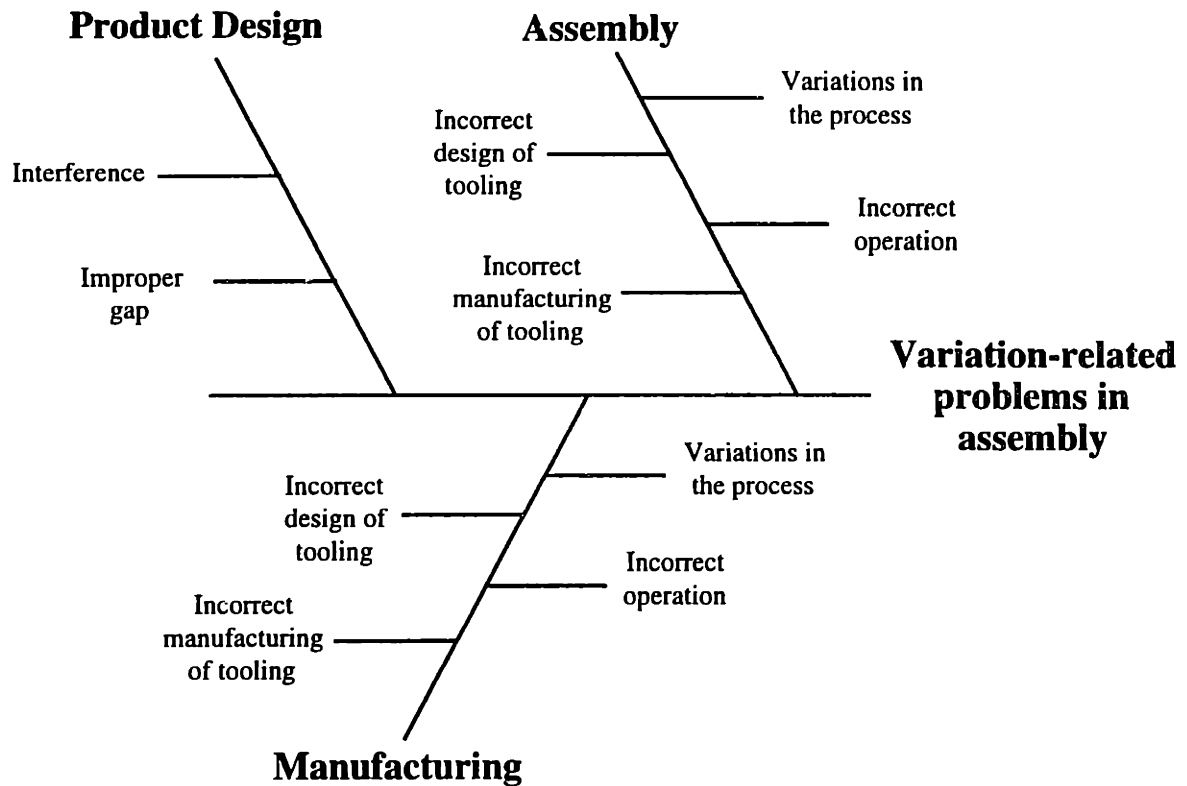 Product Design
Assembly
Variations in
the process
Incorrect
design of
tooling
Interference
Incorrect
operation
Improper
gap
Incorrect
manufacturing
of tooling
Variation-related
problems in
assembly
Variations in
the process
Incorrect
design of
tooling
Incorrect
operation
Incorrect
manufacturing
of tooling
Manufacturing